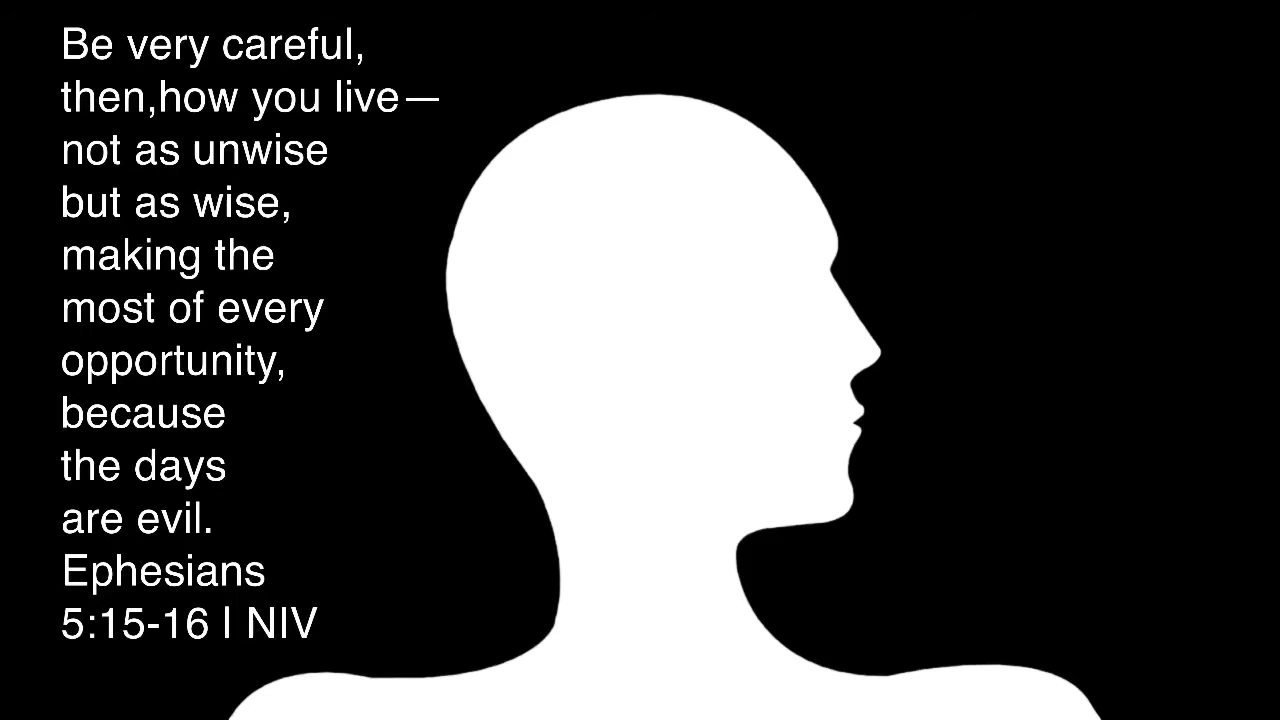 Be very careful,
then,how you live—
not as unwise
but as wise,
making the
most of every
opportunity,
because
the days
are evil.
Ephesians
5:15-16 | NIV